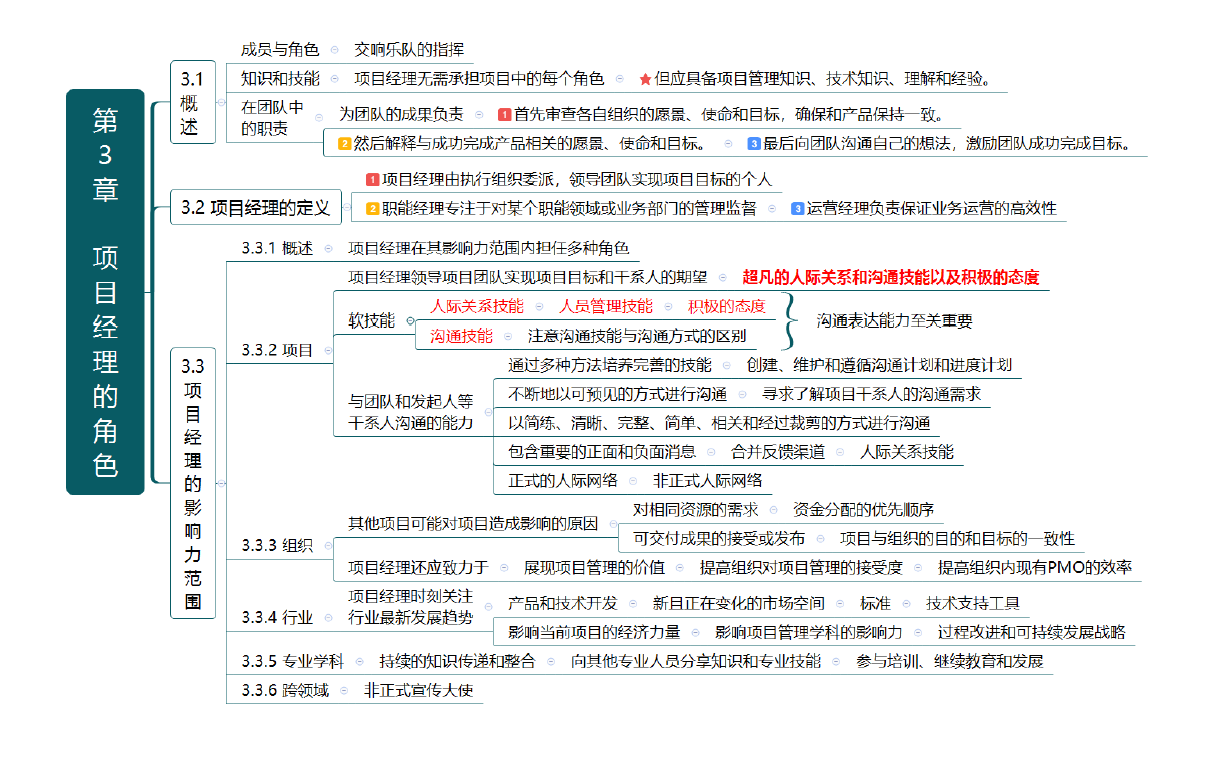 第3章 项目经理的角色
3.1 概述
成员与角色 交响乐队的指挥
知识和技能 项目经理无需承担项目中的每个角色 但应具备项目管理知识、技术知识、理解和经验。
在团队中的职责
为团队的成果负责 1 首先审查各自组织的愿景、使命和目标，确保和产品保持一致。
2 然后解释与成功完成产品相关的愿景、使命和目标。 3 最后向团队沟通自己的想法，激励团队成功完成目标。
3.2 项目经理的定义
1 项目经理由执行组织委派，领导团队实现项目目标的个人
2 职能经理专注于对某个职能领域或业务部门的管理监督 3 运营经理负责保证业务运营的高效性
3.3 项目经理的影响力范围
3.3.1 概述 项目经理在其影响力范围内担任多种角色
3.3.2 项目
项目经理领导项目团队实现项目目标和干系人的期望 超凡的人际关系和沟通技能以及积极的态度
软技能
人际关系技能 人员管理技能 积极的态度
沟通技能 注意沟通技能与沟通方式的区别
沟通表达能力至关重要
与团队和发起人等
干系人沟通的能力
通过多种方法培养完善的技能 创建、维护和遵循沟通计划和进度计划
不断地以可预见的方式进行沟通 寻求了解项目干系人的沟通需求
以简练、清晰、完整、简单、相关和经过裁剪的方式进行沟通
包含重要的正面和负面消息 合并反馈渠道 人际关系技能
正式的人际网络 非正式人际网络
3.3.3 组织
其他项目可能对项目造成影响的原因
对相同资源的需求 资金分配的优先顺序
可交付成果的接受或发布 项目与组织的目的和目标的一致性
项目经理还应致力于 展现项目管理的价值 提高组织对项目管理的接受度 提高组织内现有PMO的效率
3.3.4 行业
项目经理时刻关注
行业最新发展趋势
产品和技术开发 新且正在变化的市场空间 标准 技术支持工具
影响当前项目的经济力量 影响项目管理学科的影响力 过程改进和可持续发展战略
3.3.5 专业学科 持续的知识传递和整合 向其他专业人员分享知识和专业技能 参与培训、继续教育和发展
3.3.6 跨领域 非正式宣传大使